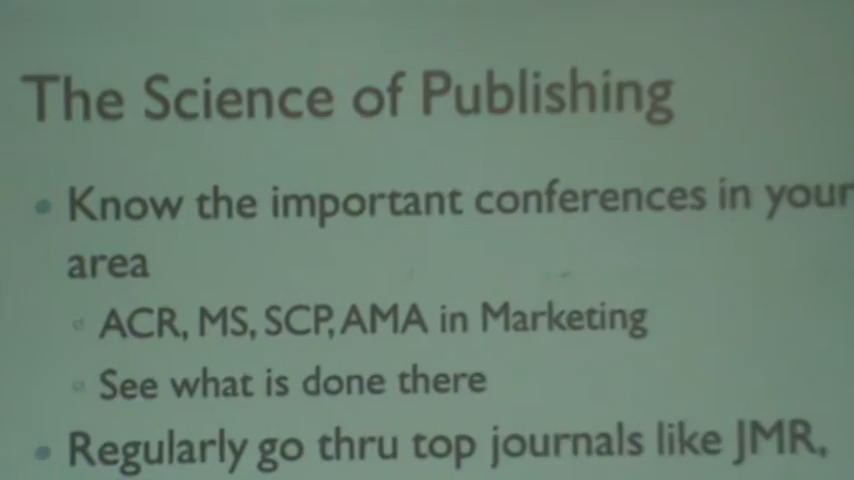 The Science of Publishing
• Know the important conferences in your
area
◦ ACR, MS, SCP, AMA in Marketing
◦ See what is done there
• Regularly go thru top journals like JMR,